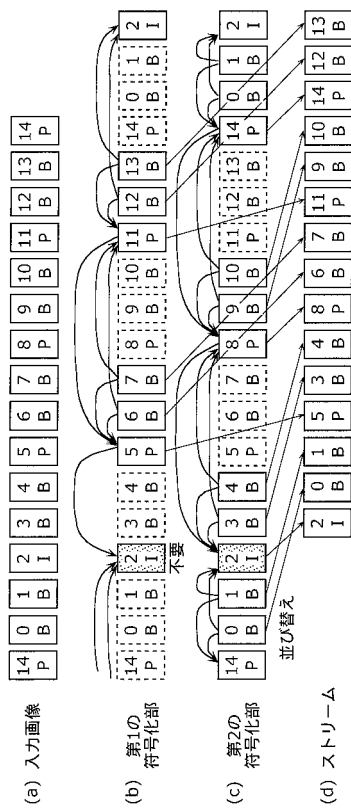 (a) 入力画像
14 0 1 2 3 4 5 6 7 8 9 10 11 12 13 14
P B B I B B P B B P B B P B B P
(b) 第1の
符号化部
14 0 1 2 3 4 5 6 7 8 9 10 11 12 13 14 0 1 2
P B B I B B P B B P B B P B B P B B I
不要
(c) 第2の
符号化部
14 0 1 2 3 4 5 6 7 8 9 10 11 12 13 14 0 1 2
P B B I B B P B B P B B P B B P B B I
並び替え
(d) ストリーム
2 0 1 5 3 4 8 6 7 11 9 10 14 12 13
I B B P B B P B B P B B P B B